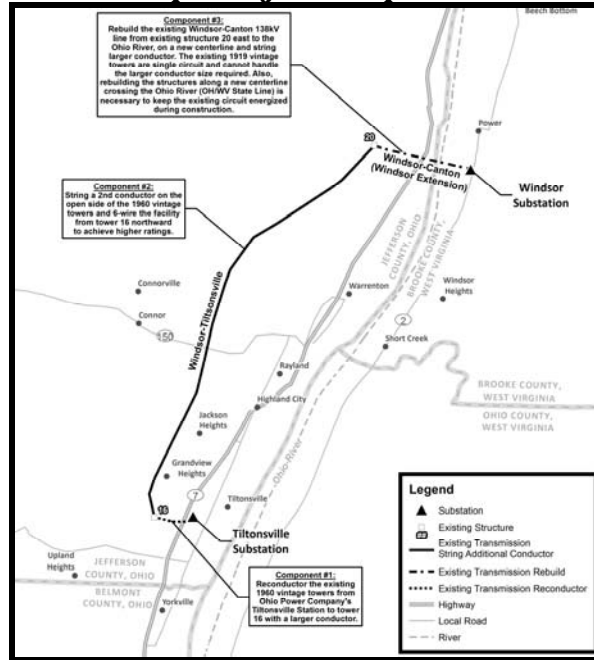 Component #3:
Rebuild the existing Windsor-Canton 138kV
line from existing structure 20 east to the
Ohio River, on a new centerline and string
larger conductor. The existing 1919 vintage
towers are single circuit and cannot handle
the larger conductor size required. Also,
rebuilding the structures along a new centerline
crossing the Ohio River (OH/WV State Line) is
necessary to keep the existing circuit energized
during construction.
Beech Bottom
Power
20
Windsor-Canton
(Windsor Extension)
Windsor
Substation
Component #2:
String a 2nd conductor on the
open side of the 1960 vintage
towers and 6-wire the facility
from tower 16 northward
to achieve higher ratings.
JEFFERSON
COUNTY, OHIO
BROOKE COUNTY,
WEST VIRGINIA
Connorville
Connor
150
Windsor-Tiltsonsville
Warrenton
Windsor
Heights
2
Short Creek
Rayland
Highland City
BROOKE COUNTY,
WEST VIRGINIA
OHIO COUNTY,
WEST VIRGINIA
Jackson
Heights
Grandview
Heights
Ohio River
7
16
Tiltonsville
Tiltonsville
Substation
Upland
Heights
JEFFERSON
COUNTY, OHIO
BELMONT
COUNTY, OHIO
Yorkville
Component #1:
Reconductor the existing
1960 vintage towers from
Ohio Power Company's
Tiltonsville Station to tower
16 with a larger conductor.
Legend
Substation
Existing Structure
Existing Transmission
String Additional Conductor
Existing Transmission Rebuild
Existing Transmission Reconductor
Highway
Local Road
River